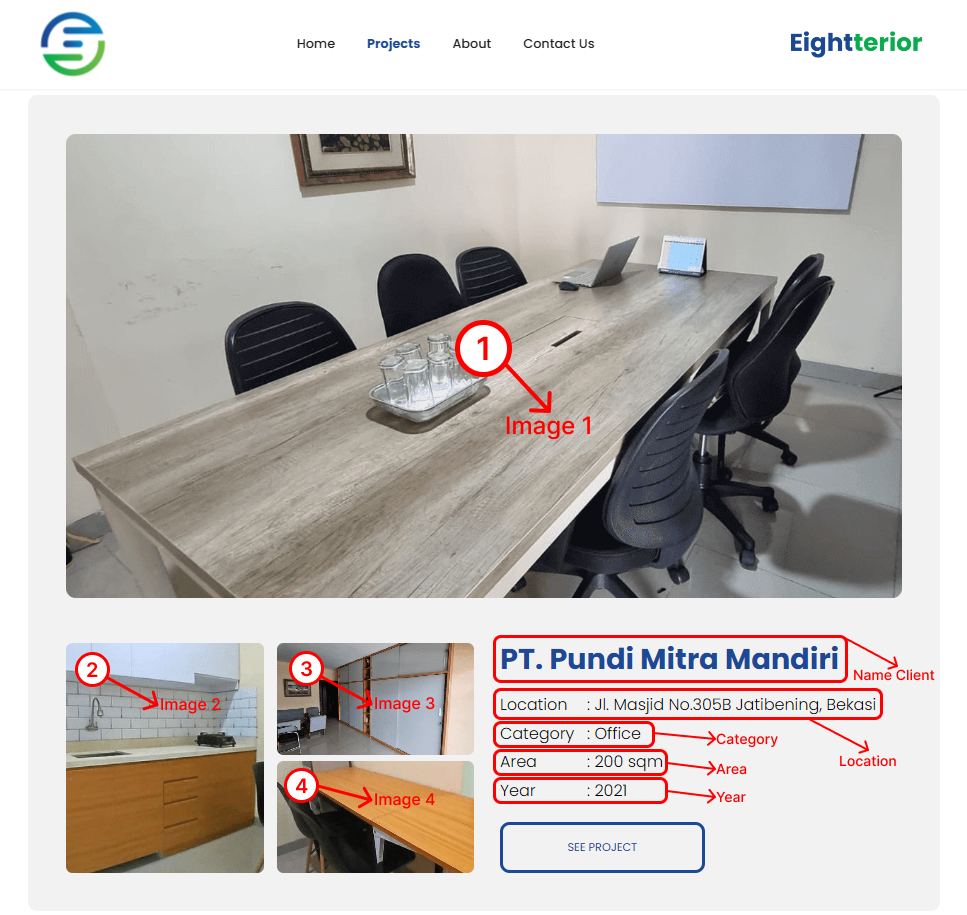 Home Projects About Contact Us Eightterior
1
Image 1
2
Image 2
3
Image 3
4
Image 4
PT. Pundi Mitra Mandiri
Name Client
Location : Jl. Masjid No.305B Jatibening, Bekasi
Location
Category : Office
Category
Area : 200 sqm
Area
Year : 2021
Year
SEE PROJECT